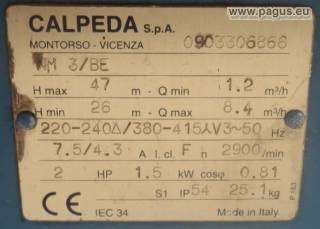 www.pagus.eu
CALPEDA S.p.A.
MONTORSO - VICENZA 0903306866
NM 3/BE
H max 47 m - Q min 1.2 m³/h
H min 26 m - Q max 8.4 m³/h
220-240Δ/380-415⅄V3~50 Hz
7.5/4.3 A I.cl. F n 2900/min
2 HP 1.5 kW cosφ 0.81
S1 IP54 25.1 kg
CE IEC 34 Made in Italy